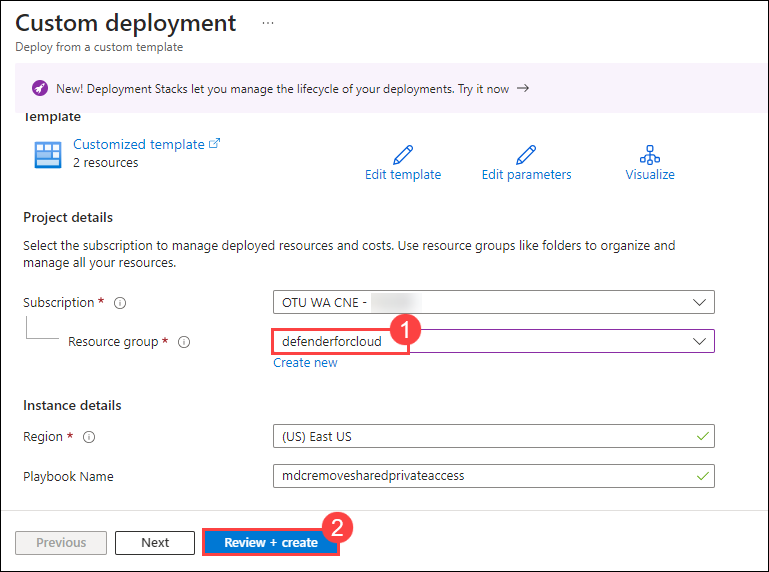 Custom deployment ...
Deploy from a custom template
New! Deployment Stacks let you manage the lifecycle of your deployments. Try it now →
Template
Customized template
2 resources
Edit template
Edit parameters
Visualize
Project details
Select the subscription to manage deployed resources and costs. Use resource groups like folders to organize and
manage all your resources.
Subscription *
OTU WA CNE -
1
Resource group *
defenderforcloud
Create new
Instance details
Region *
(US) East US
Playbook Name
mdcremovesharedprivateaccess
2
Previous
Next
Review + create